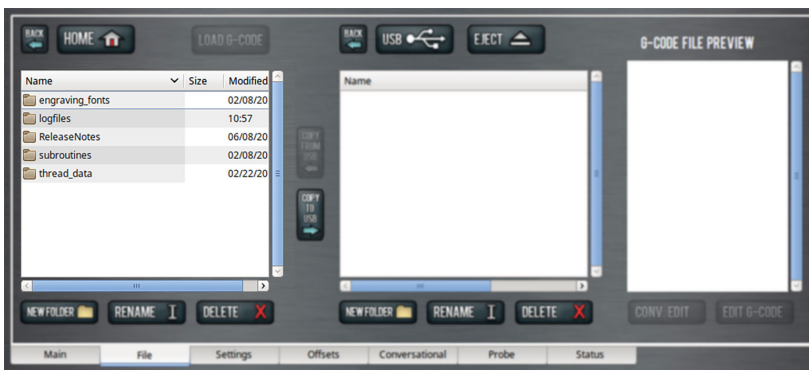 BACK
HOME
LOAD G-CODE
BACK
USB
EJECT
G-CODE FILE PREVIEW
Name Size Modified
engraving_fonts 02/08/20
logfiles 10:57
ReleaseNotes 06/08/20
subroutines 02/08/20
thread_data 02/22/20
COPY
FROM
USB
COPY
TO
USB
Name
NEW FOLDER
RENAME
DELETE
NEW FOLDER
RENAME
DELETE
CONV. EDIT
EDIT G-CODE
Main File Settings Offsets Conversational Probe Status